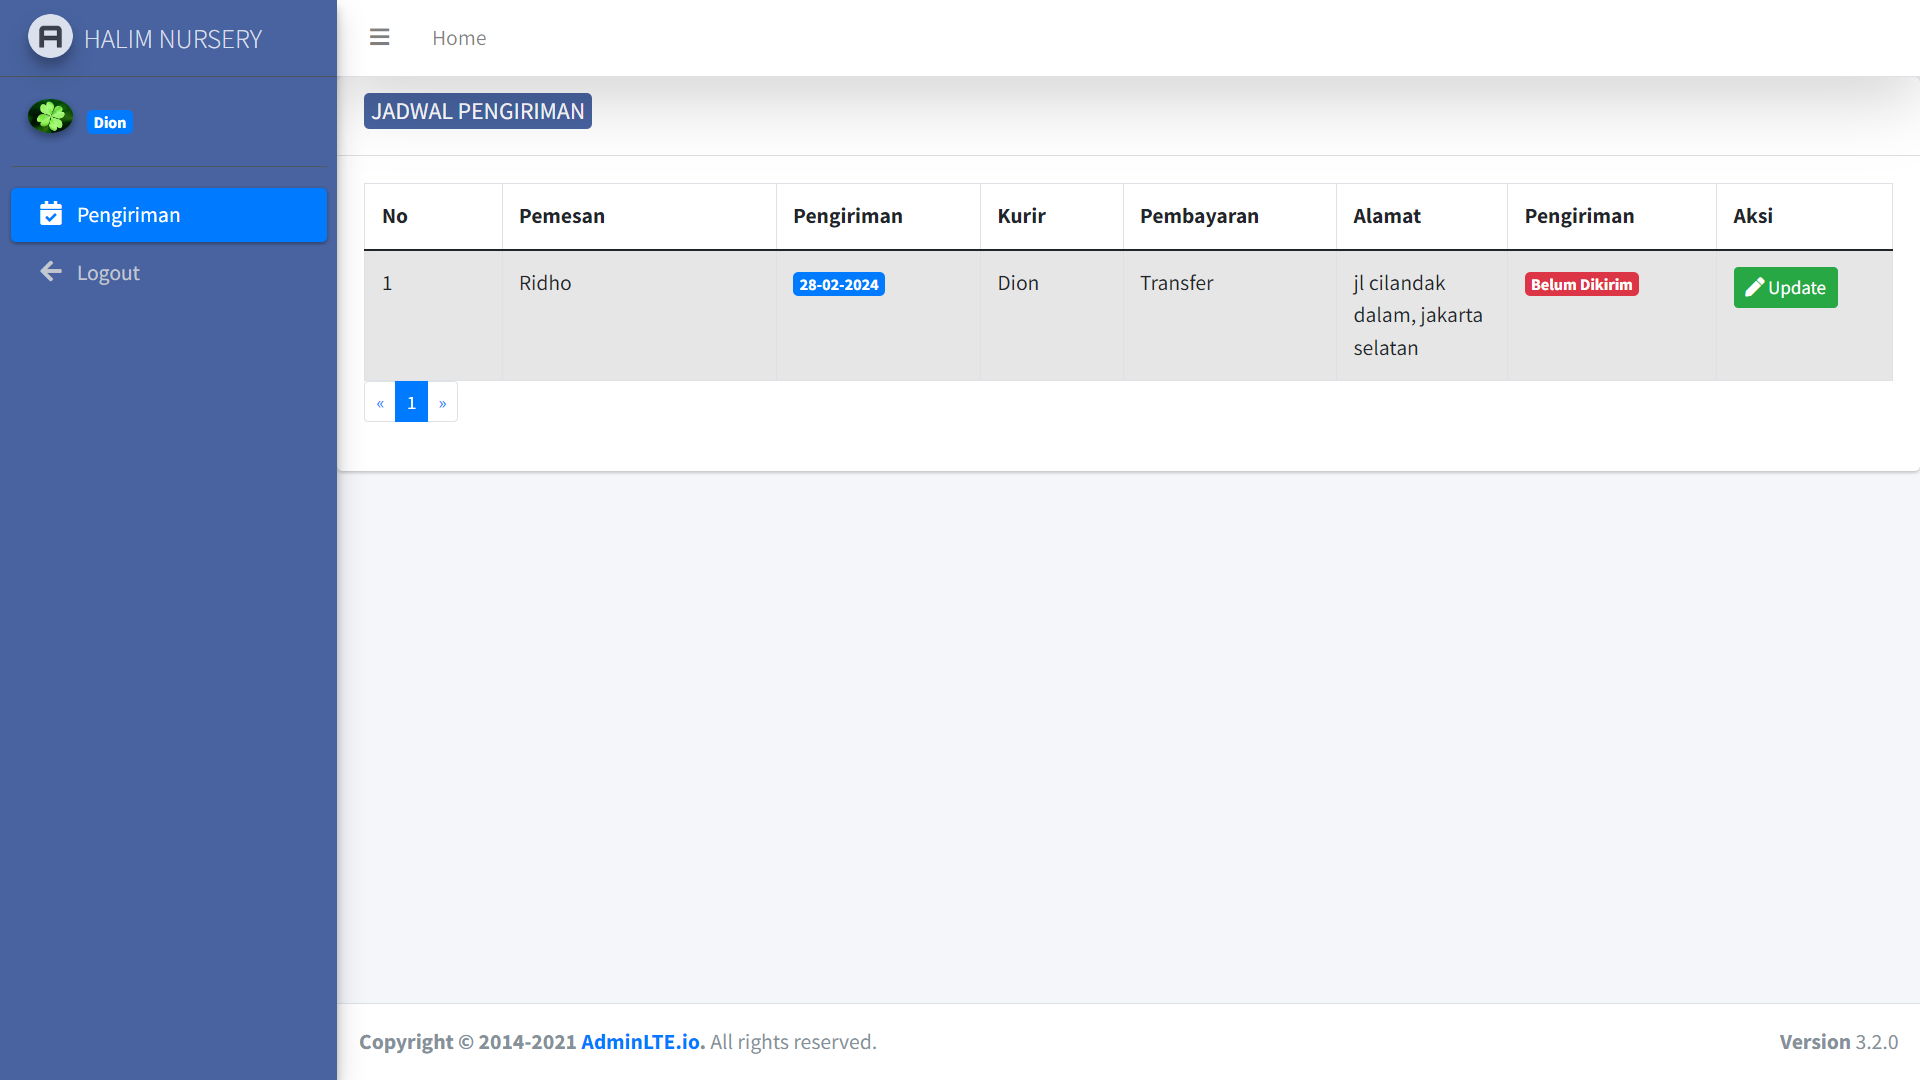 HALIM NURSERY
Home
Dion
Pengiriman
Logout
JADWAL PENGIRIMAN
No Pemesan Pengiriman Kurir Pembayaran Alamat Pengiriman Aksi
1 Ridho 28-02-2024 Dion Transfer jl cilandak Belum Dikirim Update
dalam, jakarta
selatan
« 1 »
Copyright © 2014-2021 AdminLTE.io. All rights reserved. Version 3.2.0